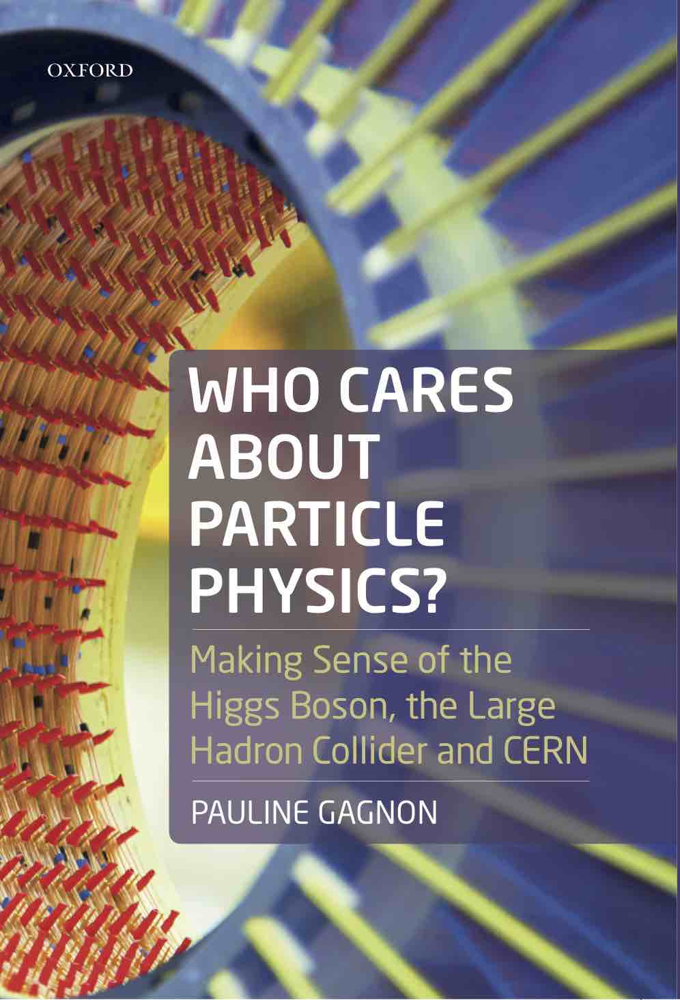 OXFORD
WHO CARES
ABOUT
PARTICLE
PHYSICS?
Making Sense of the
Higgs Boson, the Large
Hadron Collider and CERN
PAULINE GAGNON